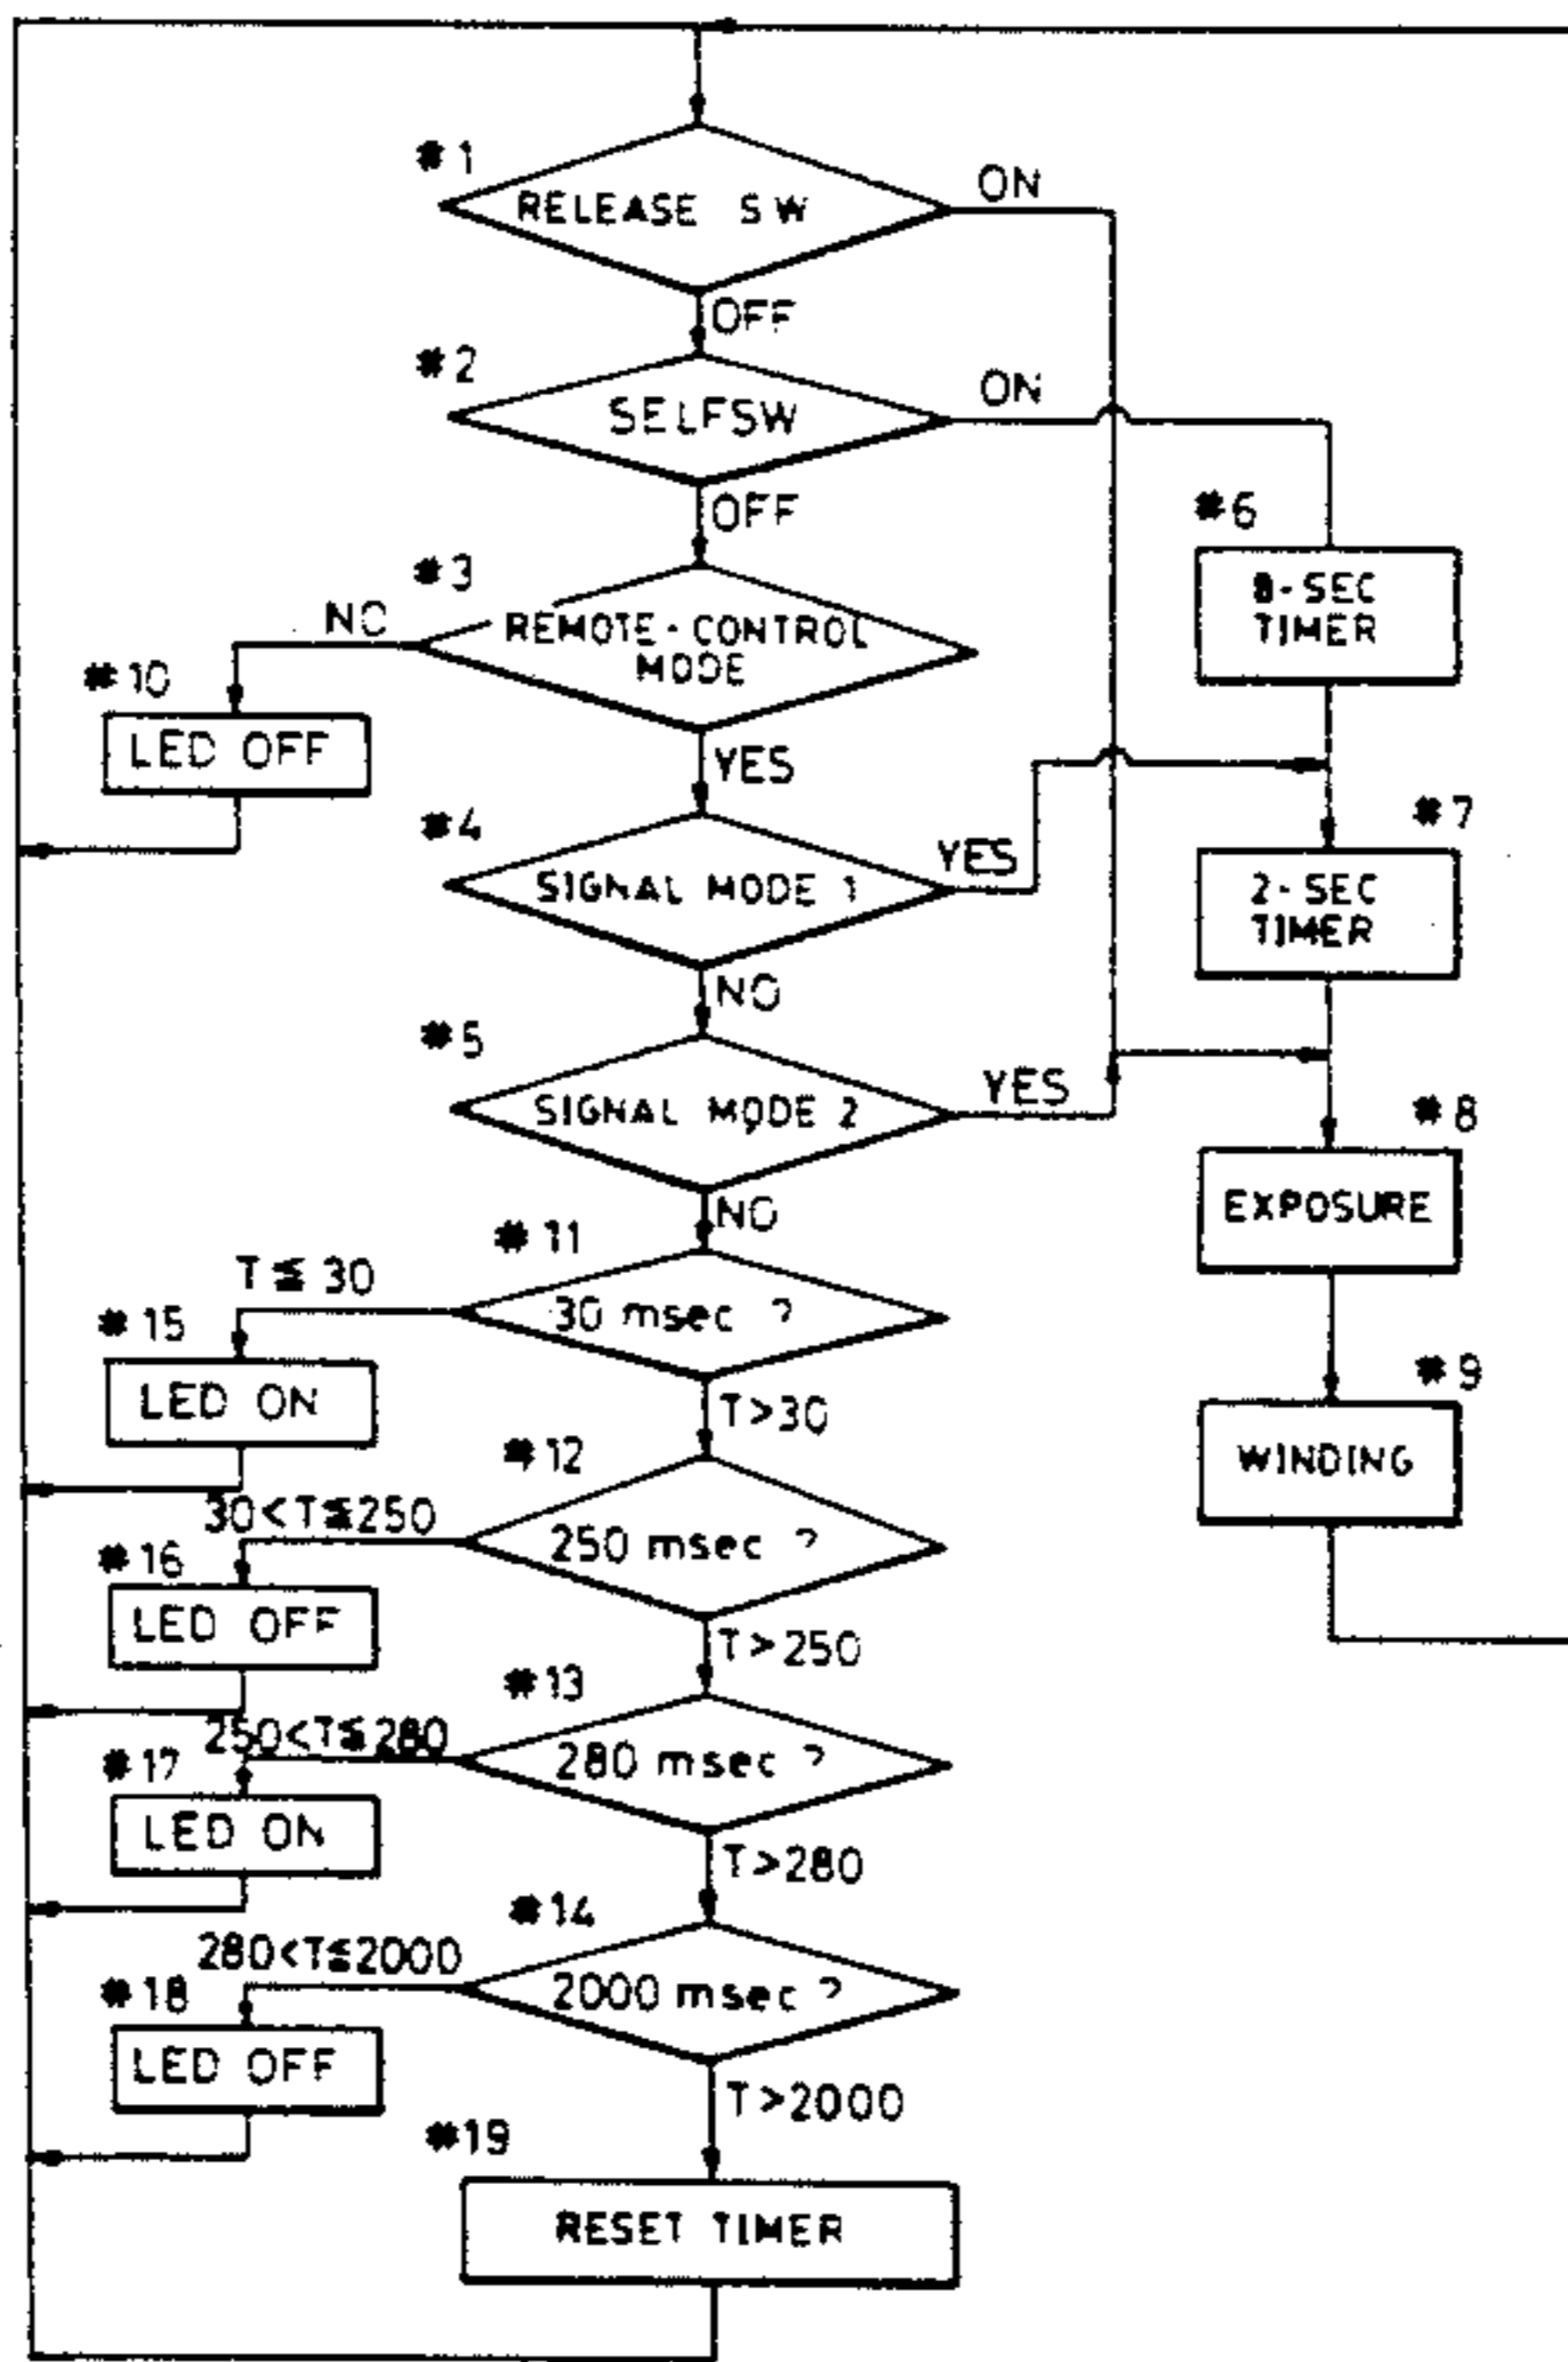 #1
RELEASE SW
ON
OFF
#2
SELFSW
ON
OFF
#3
REMOTE-CONTROL
MODE
NO
YES
#10
LED OFF
#6
8-SEC
TIMER
#4
SIGNAL MODE 1
YES
NO
#7
2-SEC
TIMER
#5
SIGNAL MODE 2
YES
NO
#8
EXPOSURE
#11
30 msec ?
T≦30
T>30
#15
LED ON
#9
WINDING
#12
250 msec ?
30<T≦250
T>250
#16
LED OFF
#13
280 msec ?
250<T≦280
T>280
#17
LED ON
#14
2000 msec ?
280<T≦2000
T>2000
#18
LED OFF
#19
RESET TIMER